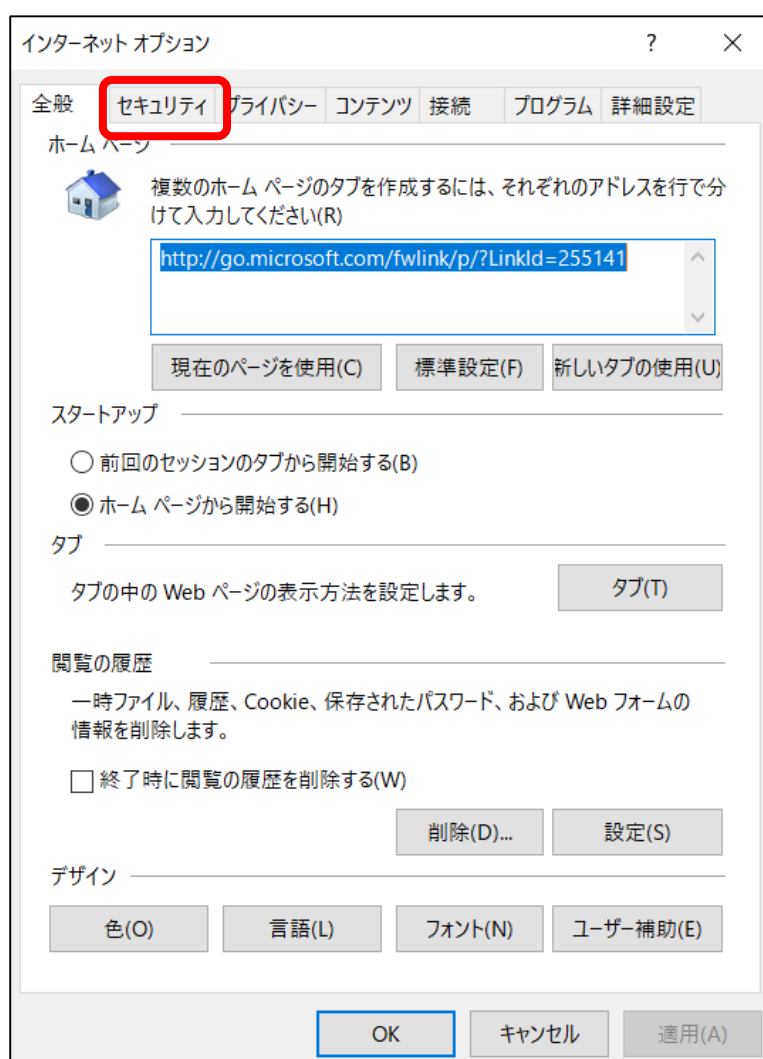 インターネット オプション ? ×
全般 セキュリティ プライバシー コンテンツ 接続 プログラム 詳細設定
ホーム ページ
複数のホーム ページのタブを作成するには、それぞれのアドレスを行で分
けて入力してください(R)
http://go.microsoft.com/fwlink/p/?LinkId=255141
現在のページを使用(C) 標準設定(F) 新しいタブの使用(U)
スタートアップ
前回のセッションのタブから開始する(B)
ホーム ページから開始する(H)
タブ
タブの中の Web ページの表示方法を設定します。 タブ(T)
閲覧の履歴
一時ファイル、履歴、Cookie、保存されたパスワード、および Web フォームの
情報を削除します。
終了時に閲覧の履歴を削除する(W)
削除(D)... 設定(S)
デザイン
色(O) 言語(L) フォント(N) ユーザー補助(E)
OK キャンセル 適用(A)